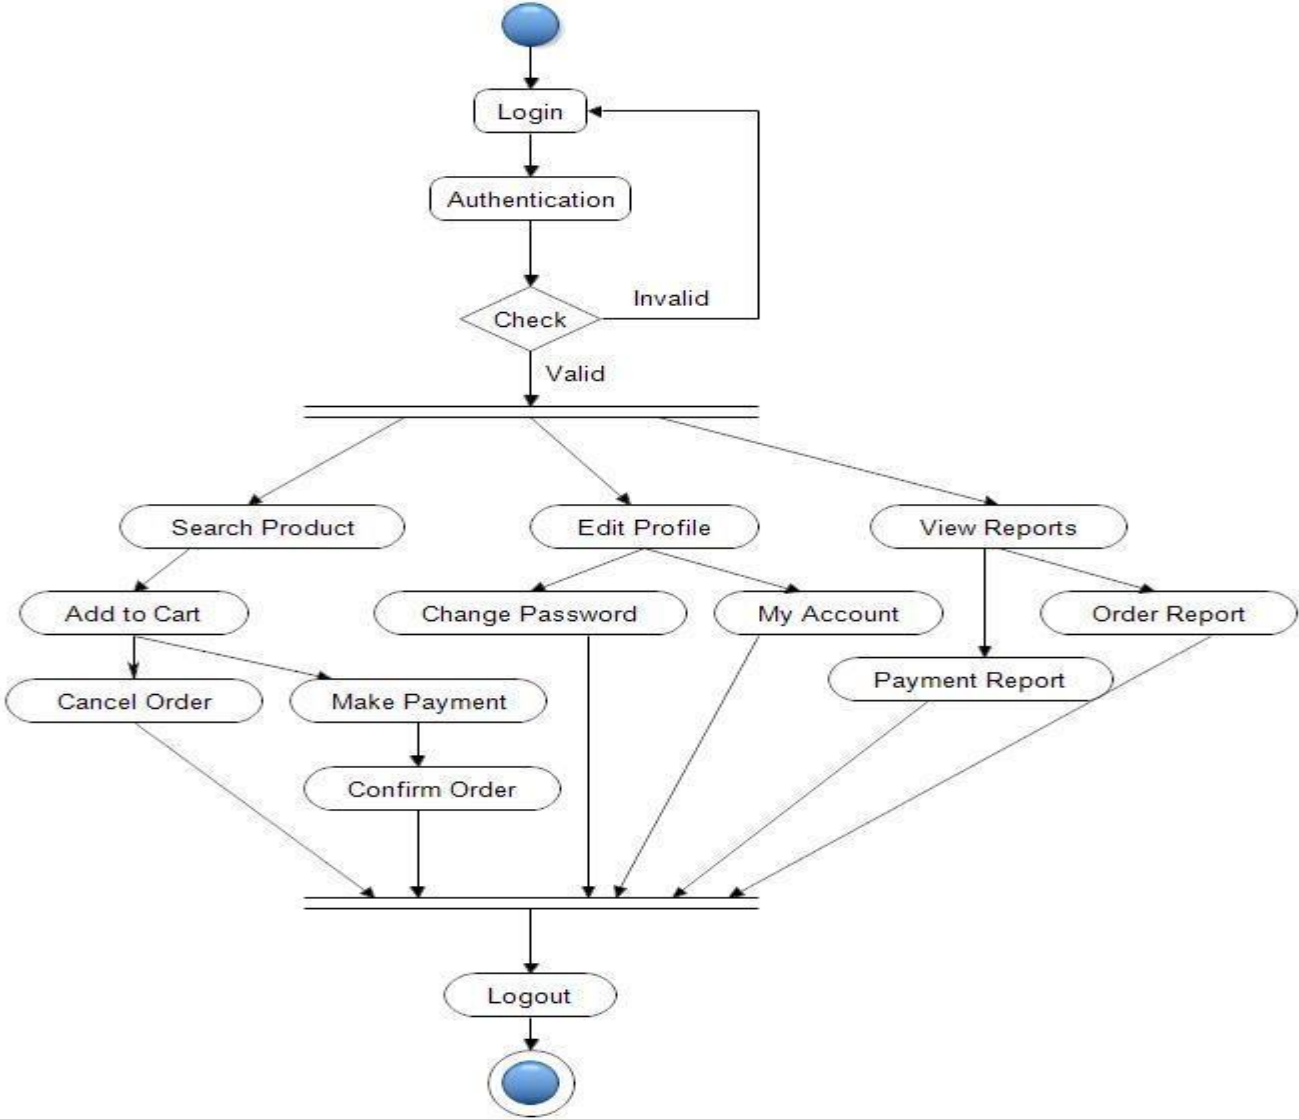 Login
Authentication
Invalid
Check
Valid
Search Product
Edit Profile
View Reports
Add to Cart
Change Password
My Account
Order Report
Payment Report
Cancel Order
Make Payment
Confirm Order
Logout